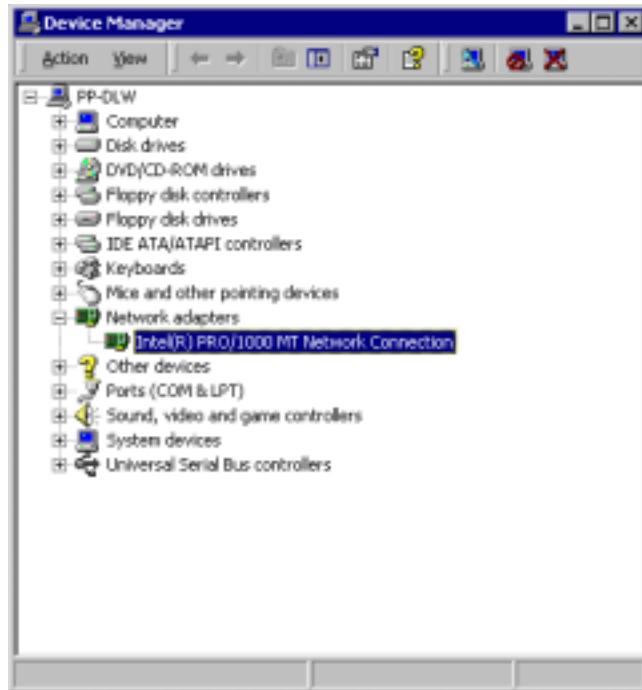 Device Manager
Action View
PP-DLW
Computer
Disk drives
DVD/CD-ROM drives
Floppy disk controllers
Floppy disk drives
IDE ATA/ATAPI controllers
Keyboards
Mice and other pointing devices
Network adapters
Intel(R) PRO/1000 MT Network Connection
Other devices
Ports (COM & LPT)
Sound, video and game controllers
System devices
Universal Serial Bus controllers